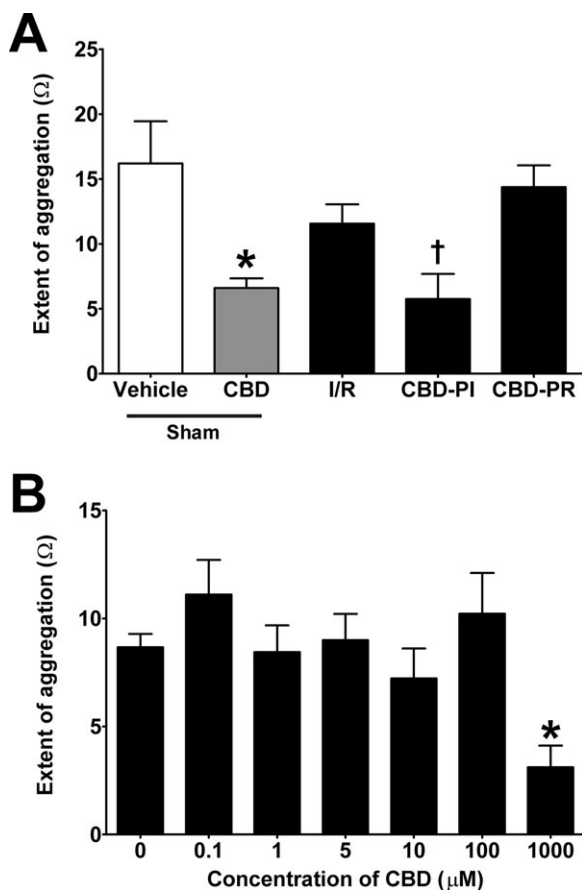 A
Extent of aggregation (Ω)
25
20
15
10
5
0
*
†
Vehicle CBD I/R CBD-PI CBD-PR
Sham
B
Extent of aggregation (Ω)
15
10
5
0
*
0 0.1 1 5 10 100 1000
Concentration of CBD (μM)